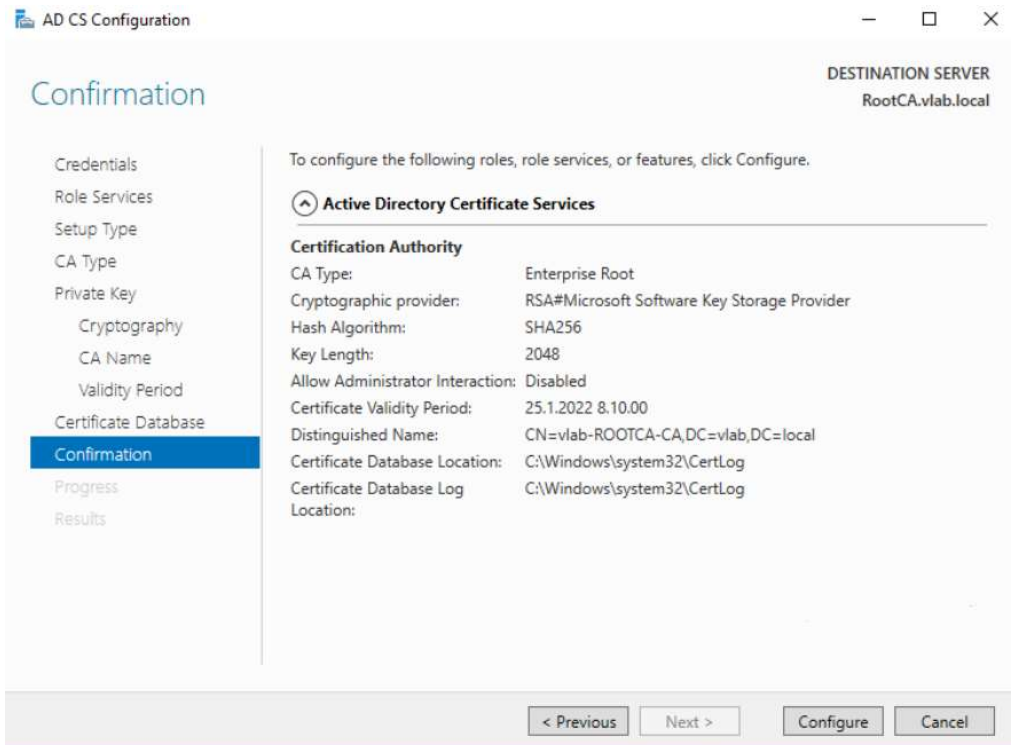 AD CS Configuration
DESTINATION SERVER
RootCA.vlab.local
Confirmation
Credentials
Role Services
Setup Type
CA Type
Private Key
Cryptography
CA Name
Validity Period
Certificate Database
Confirmation
Progress
Results
To configure the following roles, role services, or features, click Configure.
Active Directory Certificate Services
Certification Authority
CA Type: Enterprise Root
Cryptographic provider: RSA#Microsoft Software Key Storage Provider
Hash Algorithm: SHA256
Key Length: 2048
Allow Administrator Interaction: Disabled
Certificate Validity Period: 25.1.2022 8.10.00
Distinguished Name: CN=vlab-ROOTCA-CA,DC=vlab,DC=local
Certificate Database Location: C:\Windows\system32\CertLog
Certificate Database Log C:\Windows\system32\CertLog
Location:
< Previous Next > Configure Cancel